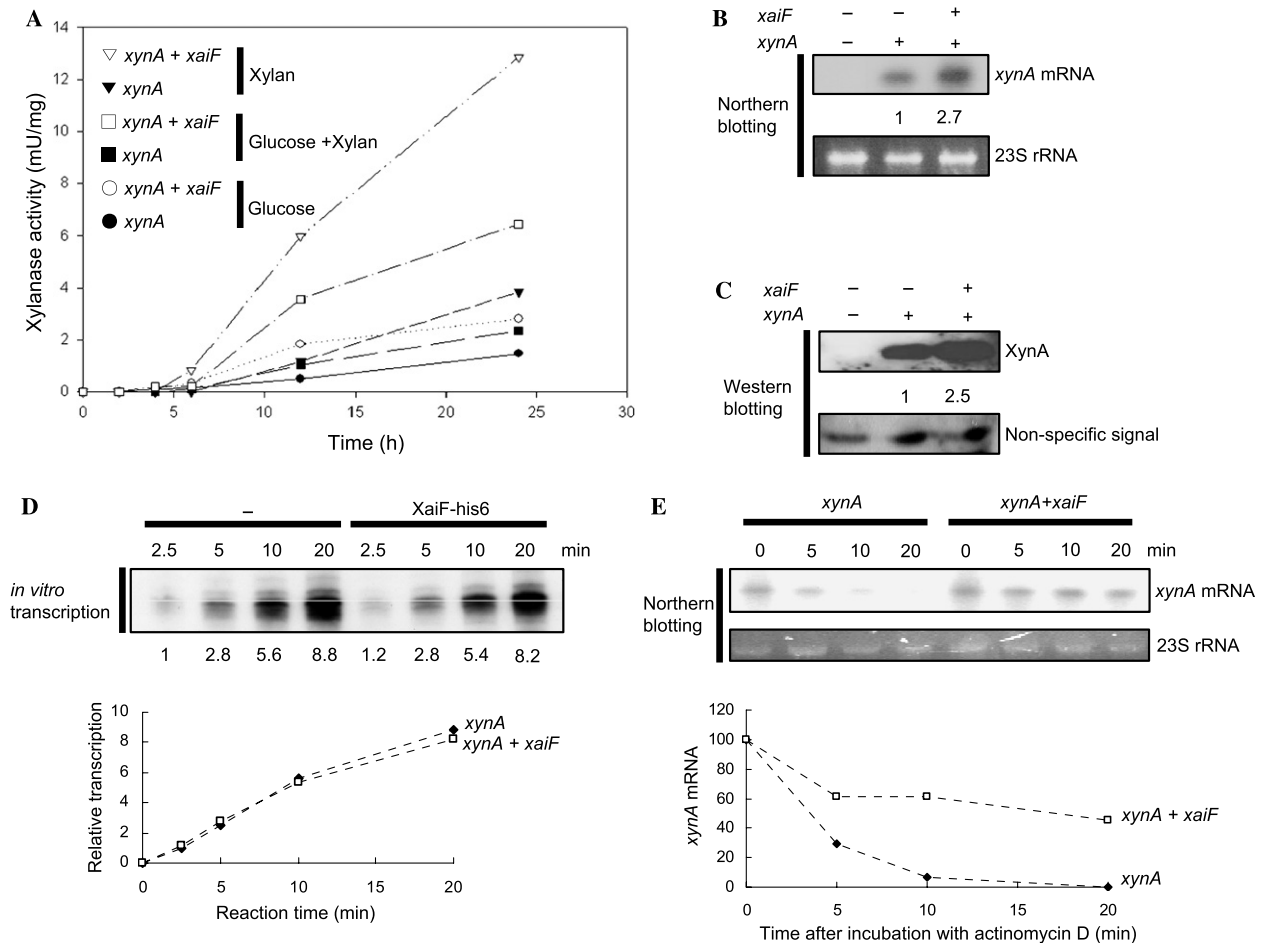 A
Xylanase activity (mU/mg)
14
12
10
8
6
4
2
0
0 5 10 15 20 25 30
Time (h)
xynA + xaiF
xynA
Xylan
xynA + xaiF
xynA
Glucose +Xylan
xynA + xaiF
xynA
Glucose
B
xaiF – – +
xynA – + +
Northern
blotting
xynA mRNA
1 2.7
23S rRNA
C
xaiF – – +
xynA – + +
Western
blotting
XynA
1 2.5
Non-specific signal
D
– XaiF-his6
2.5 5 10 20 2.5 5 10 20 min
in vitro
transcription
1 2.8 5.6 8.8 1.2 2.8 5.4 8.2
Relative transcription
10
8
6
4
2
0
0 5 10 15 20
Reaction time (min)
xynA
xynA + xaiF
E
xynA xynA+xaiF
0 5 10 20 0 5 10 20 min
Northern
blotting
xynA mRNA
23S rRNA
xynA mRNA
120
100
80
60
40
20
0
0 5 10 15 20
Time after incubation with actinomycin D (min)
xynA + xaiF
xynA